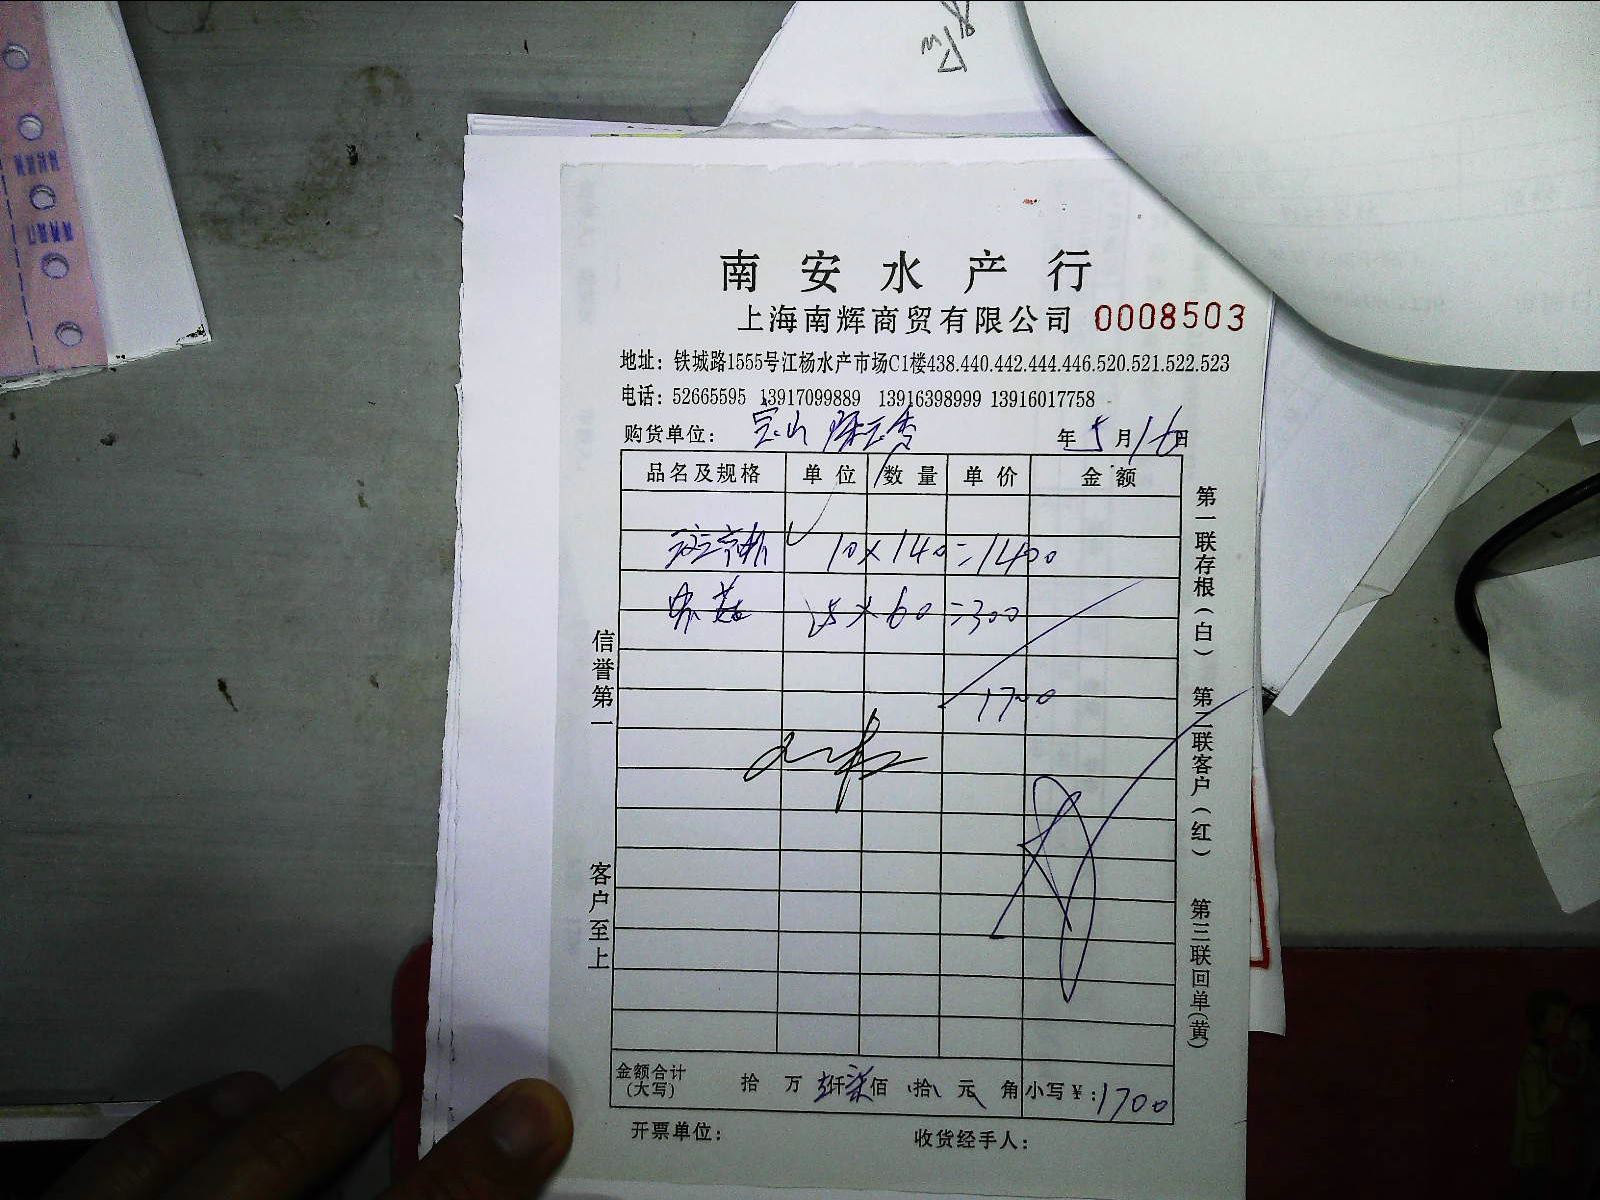 南安水产行
上海南辉商贸有限公司 0008503
地址：铁城路1555号江杨水产市场C1楼438.440.442.444.446.520.521.522.523
电话：52665595 13917099889 13916398999 13916017758
购货单位：宝山 年5月16日
品名及规格 单位 数量 单价 金额
10×140=1400
×60=300
1700
金额合计(大写) 拾 万 壹仟柒佰 拾 元 角 小写￥：1700
开票单位： 收货经手人：
信誉第一 客户至上
第一联存根(白) 第二联客户(红) 第三联回单(黄)